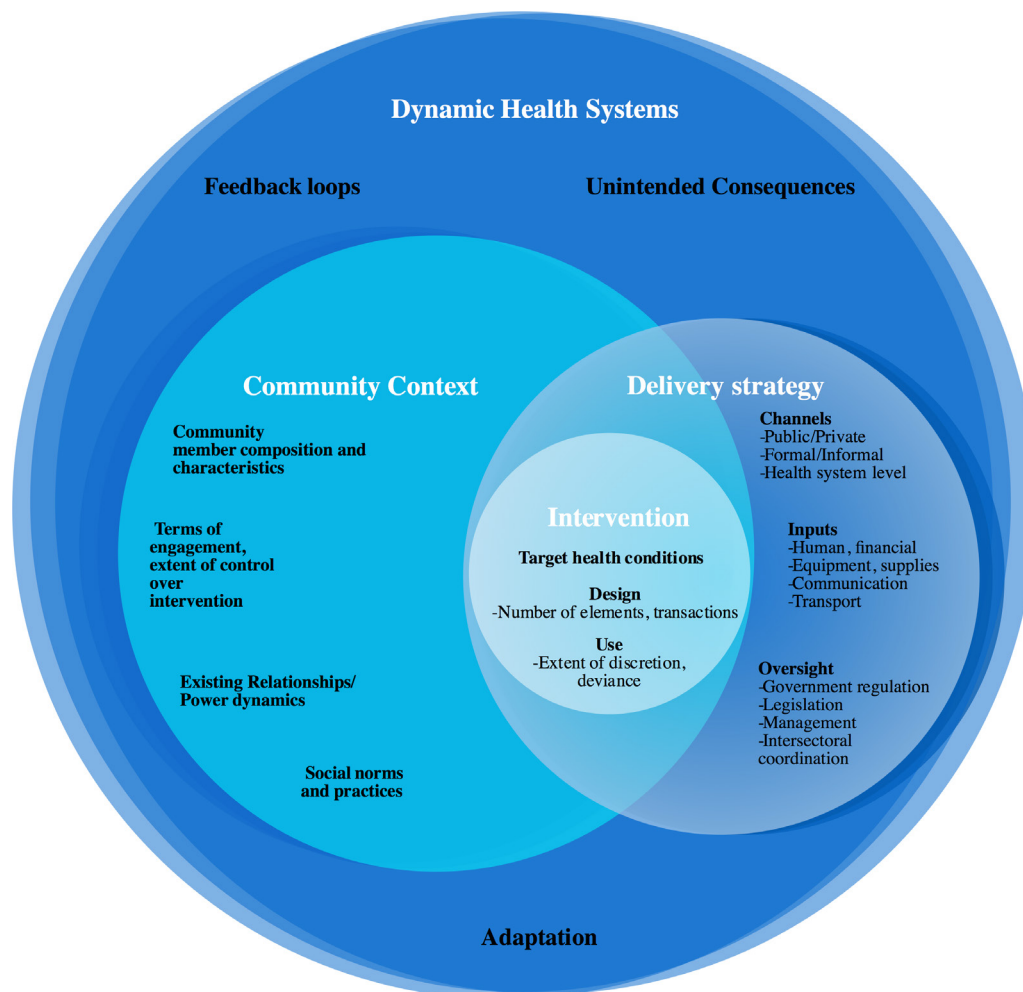 Dynamic Health Systems
Feedback loops
Unintended Consequences
Community Context
Community
member composition and
characteristics
Terms of
engagement,
extent of control
over
intervention
Existing Relationships/
Power dynamics
Social norms
and practices
Intervention
Target health conditions
Design
-Number of elements, transactions
Use
-Extent of discretion,
deviance
Delivery strategy
Channels
-Public/Private
-Formal/Informal
-Health system level
Inputs
-Human, financial
-Equipment, supplies
-Communication
-Transport
Oversight
-Government regulation
-Legislation
-Management
-Intersectoral
coordination
Adaptation